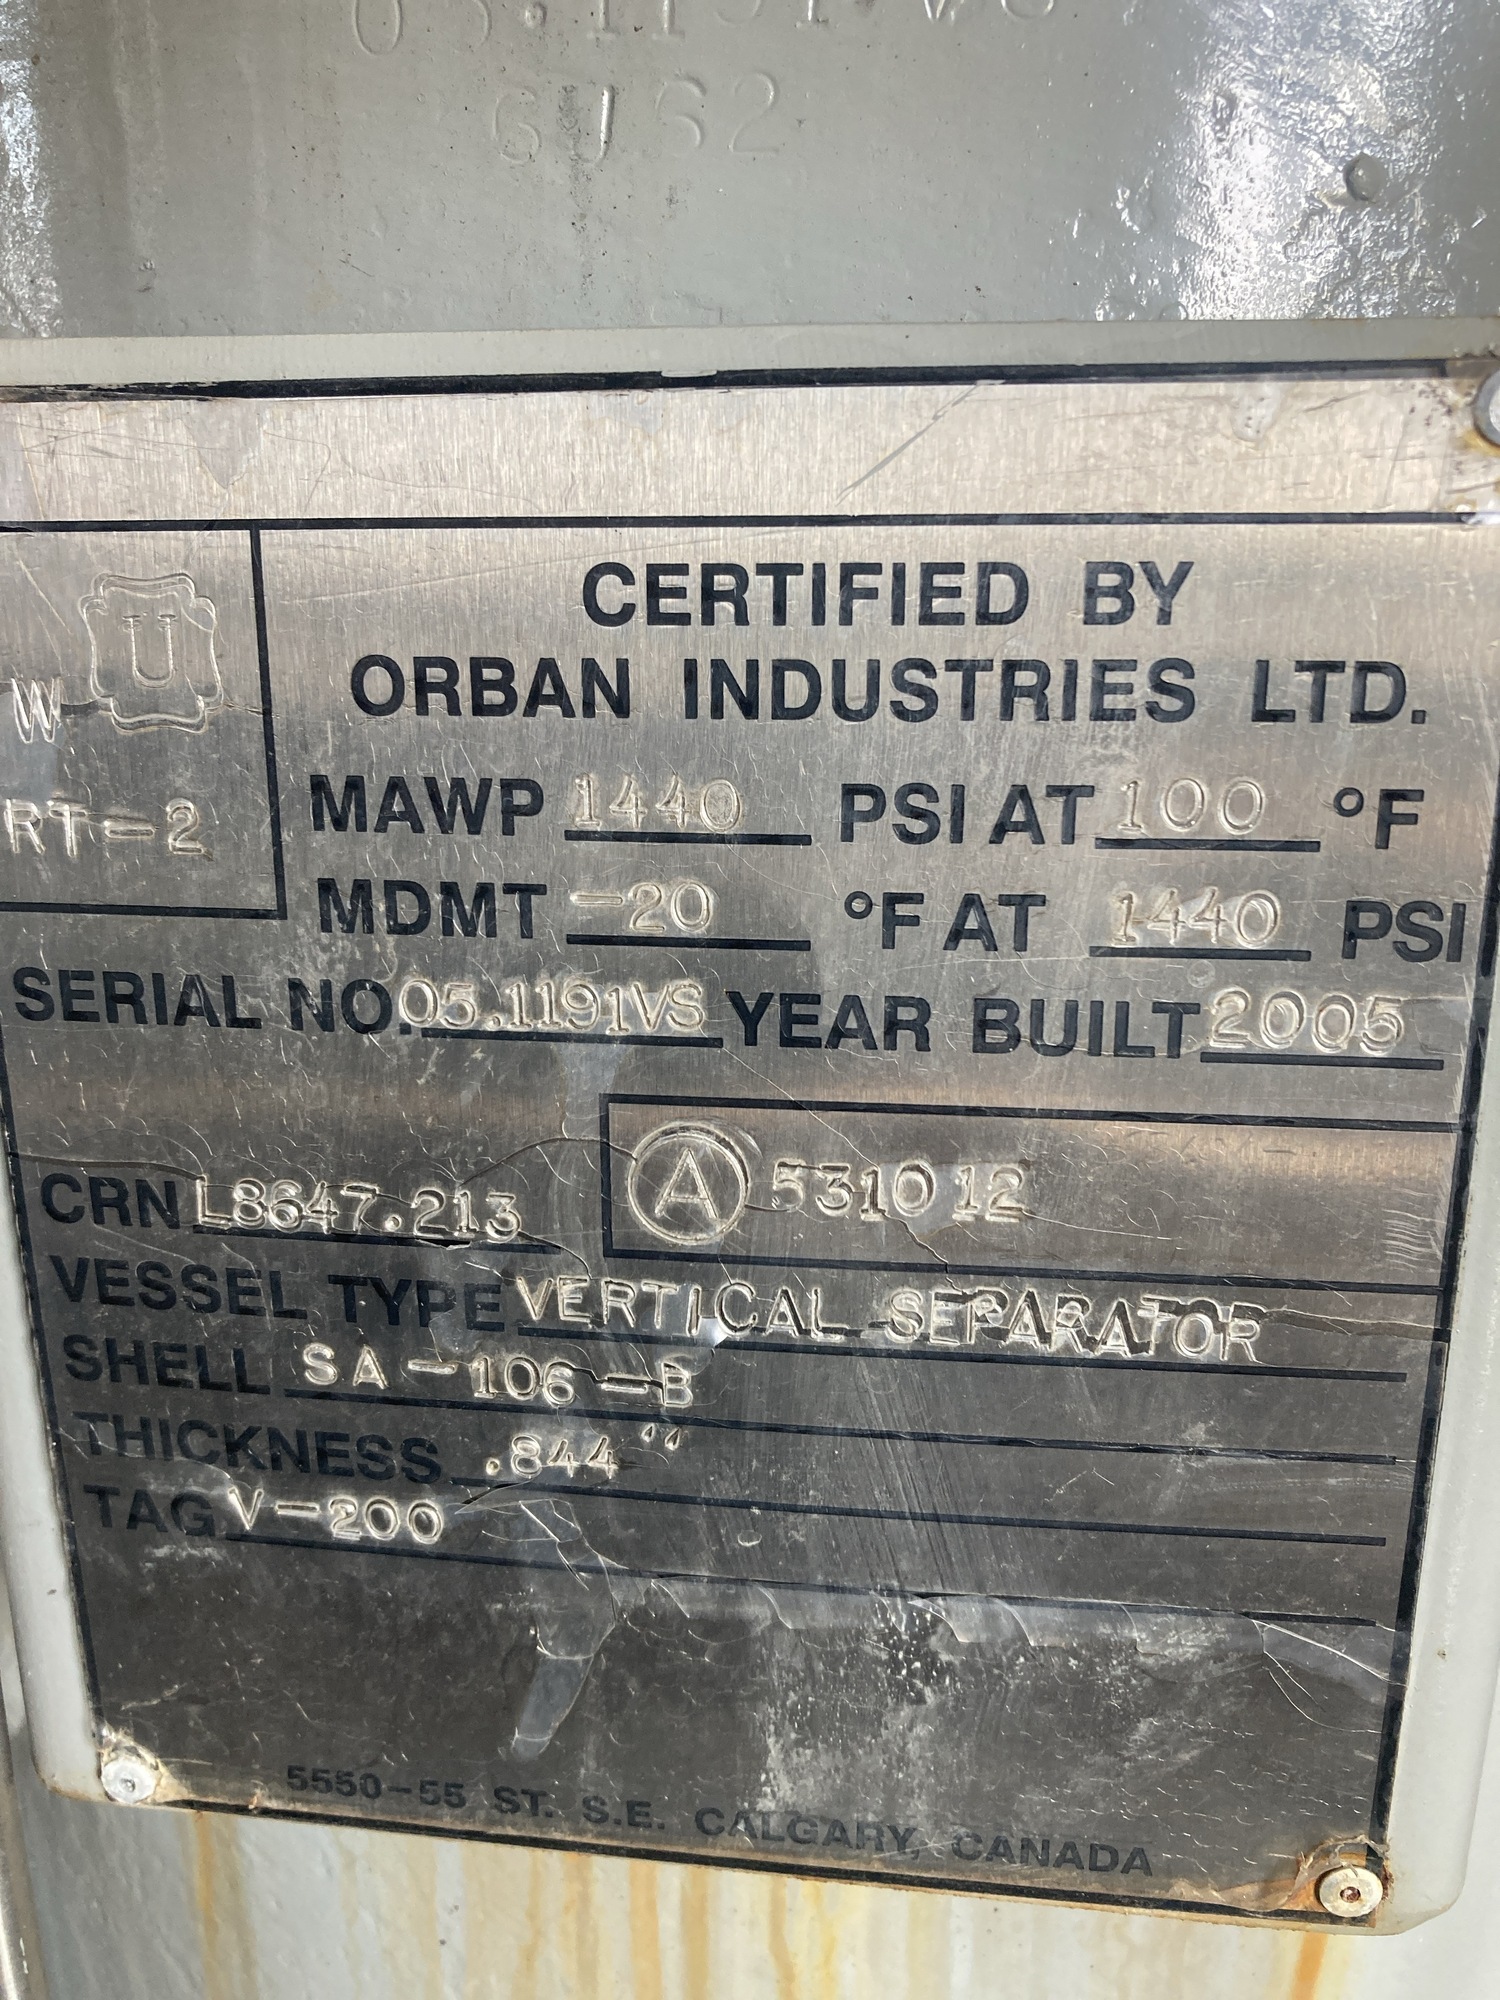 05.1191VS
6U62
U
W
RT-2
CERTIFIED BY
ORBAN INDUSTRIES LTD.
MAWP 1440 PSI AT 100 °F
MDMT -20 °F AT 1440 PSI
SERIAL NO. 05.1191VS YEAR BUILT 2005
CRN L8647.213 A 531012
VESSEL TYPE VERTICAL SEPARATOR
SHELL SA-106-B
THICKNESS .844"
TAG V-200
5550-55 ST. S.E. CALGARY, CANADA